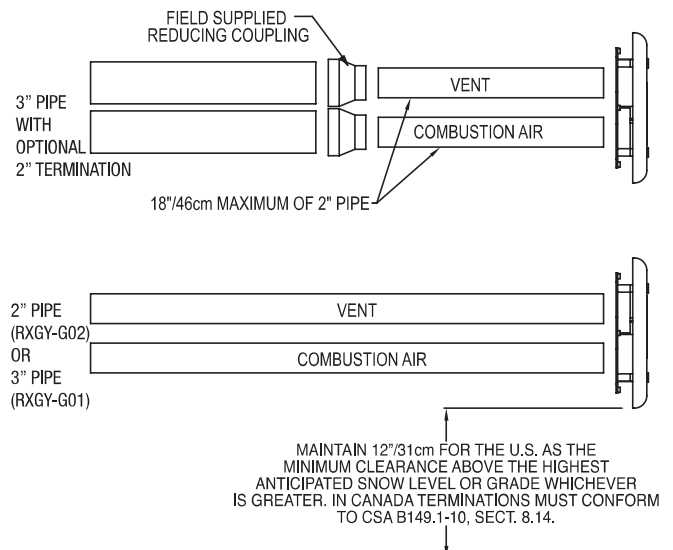 FIELD SUPPLIED
REDUCING COUPLING
3” PIPE
WITH
OPTIONAL
2” TERMINATION
VENT
COMBUSTION AIR
18"/46cm MAXIMUM OF 2" PIPE
2” PIPE
(RXGY-G02)
OR
3” PIPE
(RXGY-G01)
VENT
COMBUSTION AIR
MAINTAIN 12”/31cm FOR THE U.S. AS THE
MINIMUM CLEARANCE ABOVE THE HIGHEST
ANTICIPATED SNOW LEVEL OR GRADE WHICHEVER
IS GREATER. IN CANADA TERMINATIONS MUST CONFORM
TO CSA B149.1-10, SECT. 8.14.